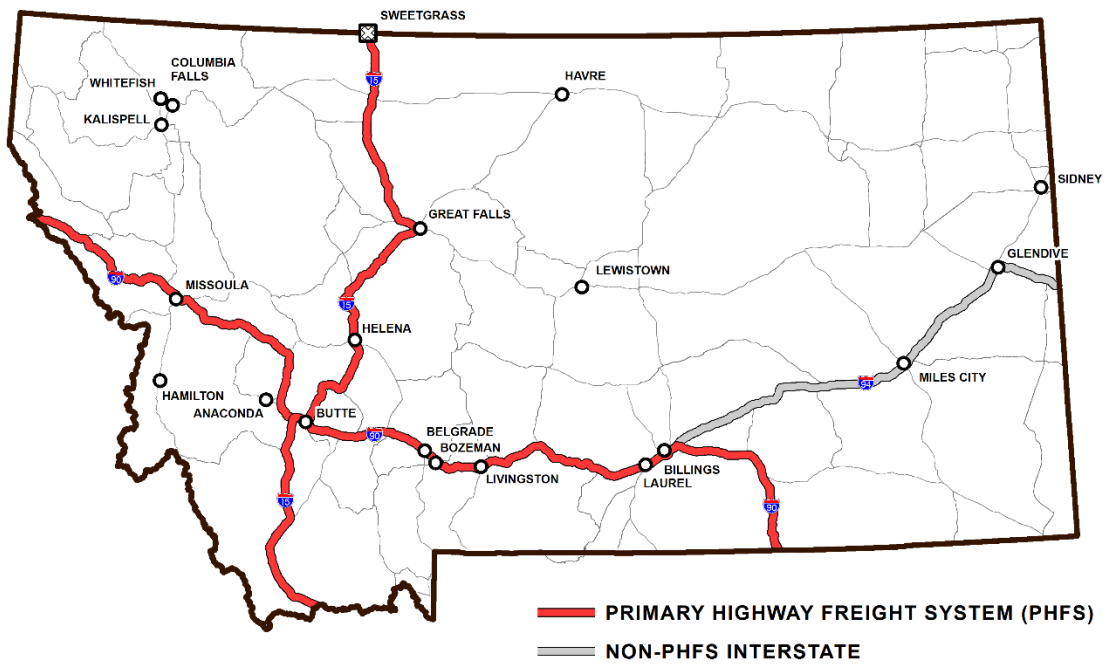 SWEETGRASS
COLUMBIA
FALLS
WHITEFISH
15
HAVRE
KALISPELL
SIDNEY
GREAT FALLS
GLENDIVE
LEWISTOWN
90
MISSOULA
15
HELENA
MILES CITY
94
HAMILTON
ANACONDA
BUTTE
90
BELGRADE
BOZEMAN
BILLINGS
LIVINGSTON
LAUREL
15
90
PRIMARY HIGHWAY FREIGHT SYSTEM (PHFS)
NON-PHFS INTERSTATE